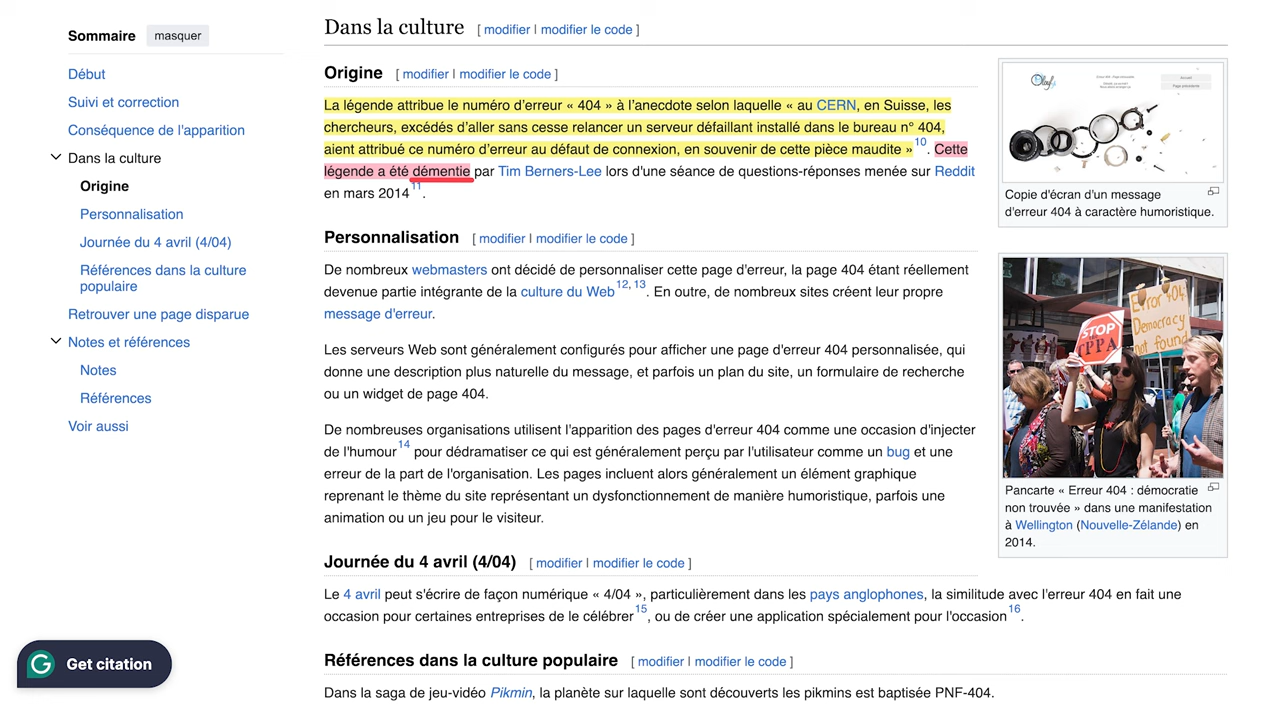 Sommaire masquer
Début
Suivi et correction
Conséquence de l'apparition
Dans la culture
Origine
Personnalisation
Journée du 4 avril (4/04)
Références dans la culture
populaire
Retrouver une page disparue
Notes et références
Notes
Références
Voir aussi
Get citation
Dans la culture [ modifier | modifier le code ]
Origine [ modifier | modifier le code ]
La légende attribue le numéro d'erreur « 404 » à l'anecdote selon laquelle « au CERN, en Suisse, les
chercheurs, excédés d'aller sans cesse relancer un serveur défaillant installé dans le bureau n° 404,
aient attribué ce numéro d'erreur au défaut de connexion, en souvenir de cette pièce maudite »10. Cette
légende a été démentie par Tim Berners-Lee lors d'une séance de questions-réponses menée sur Reddit
en mars 201411.
Personnalisation [ modifier | modifier le code ]
De nombreux webmasters ont décidé de personnaliser cette page d'erreur, la page 404 étant réellement
devenue partie intégrante de la culture du Web12, 13. En outre, de nombreux sites créent leur propre
message d'erreur.
Les serveurs Web sont généralement configurés pour afficher une page d'erreur 404 personnalisée, qui
donne une description plus naturelle du message, et parfois un plan du site, un formulaire de recherche
ou un widget de page 404.
De nombreuses organisations utilisent l'apparition des pages d'erreur 404 comme une occasion d'injecter
de l'humour14 pour dédramatiser ce qui est généralement perçu par l'utilisateur comme un bug et une
erreur de la part de l'organisation. Les pages incluent alors généralement un élément graphique
reprenant le thème du site représentant un dysfonctionnement de manière humoristique, parfois une
animation ou un jeu pour le visiteur.
Journée du 4 avril (4/04) [ modifier | modifier le code ]
Le 4 avril peut s'écrire de façon numérique « 4/04 », particulièrement dans les pays anglophones, la similitude avec l'erreur 404 en fait une
occasion pour certaines entreprises de le célébrer15, ou de créer une application spécialement pour l'occasion16.
Références dans la culture populaire [ modifier | modifier le code ]
Dans la saga de jeu-vidéo Pikmin, la planète sur laquelle sont découverts les pikmins est baptisée PNF-404.
Accueil
Page précédente
Copie d'écran d'un message
d'erreur 404 à caractère humoristique.
STOP
TPPA
Error 404
Democracy
not found
Pancarte « Erreur 404 : démocratie
non trouvée » dans une manifestation
à Wellington (Nouvelle-Zélande) en
2014.